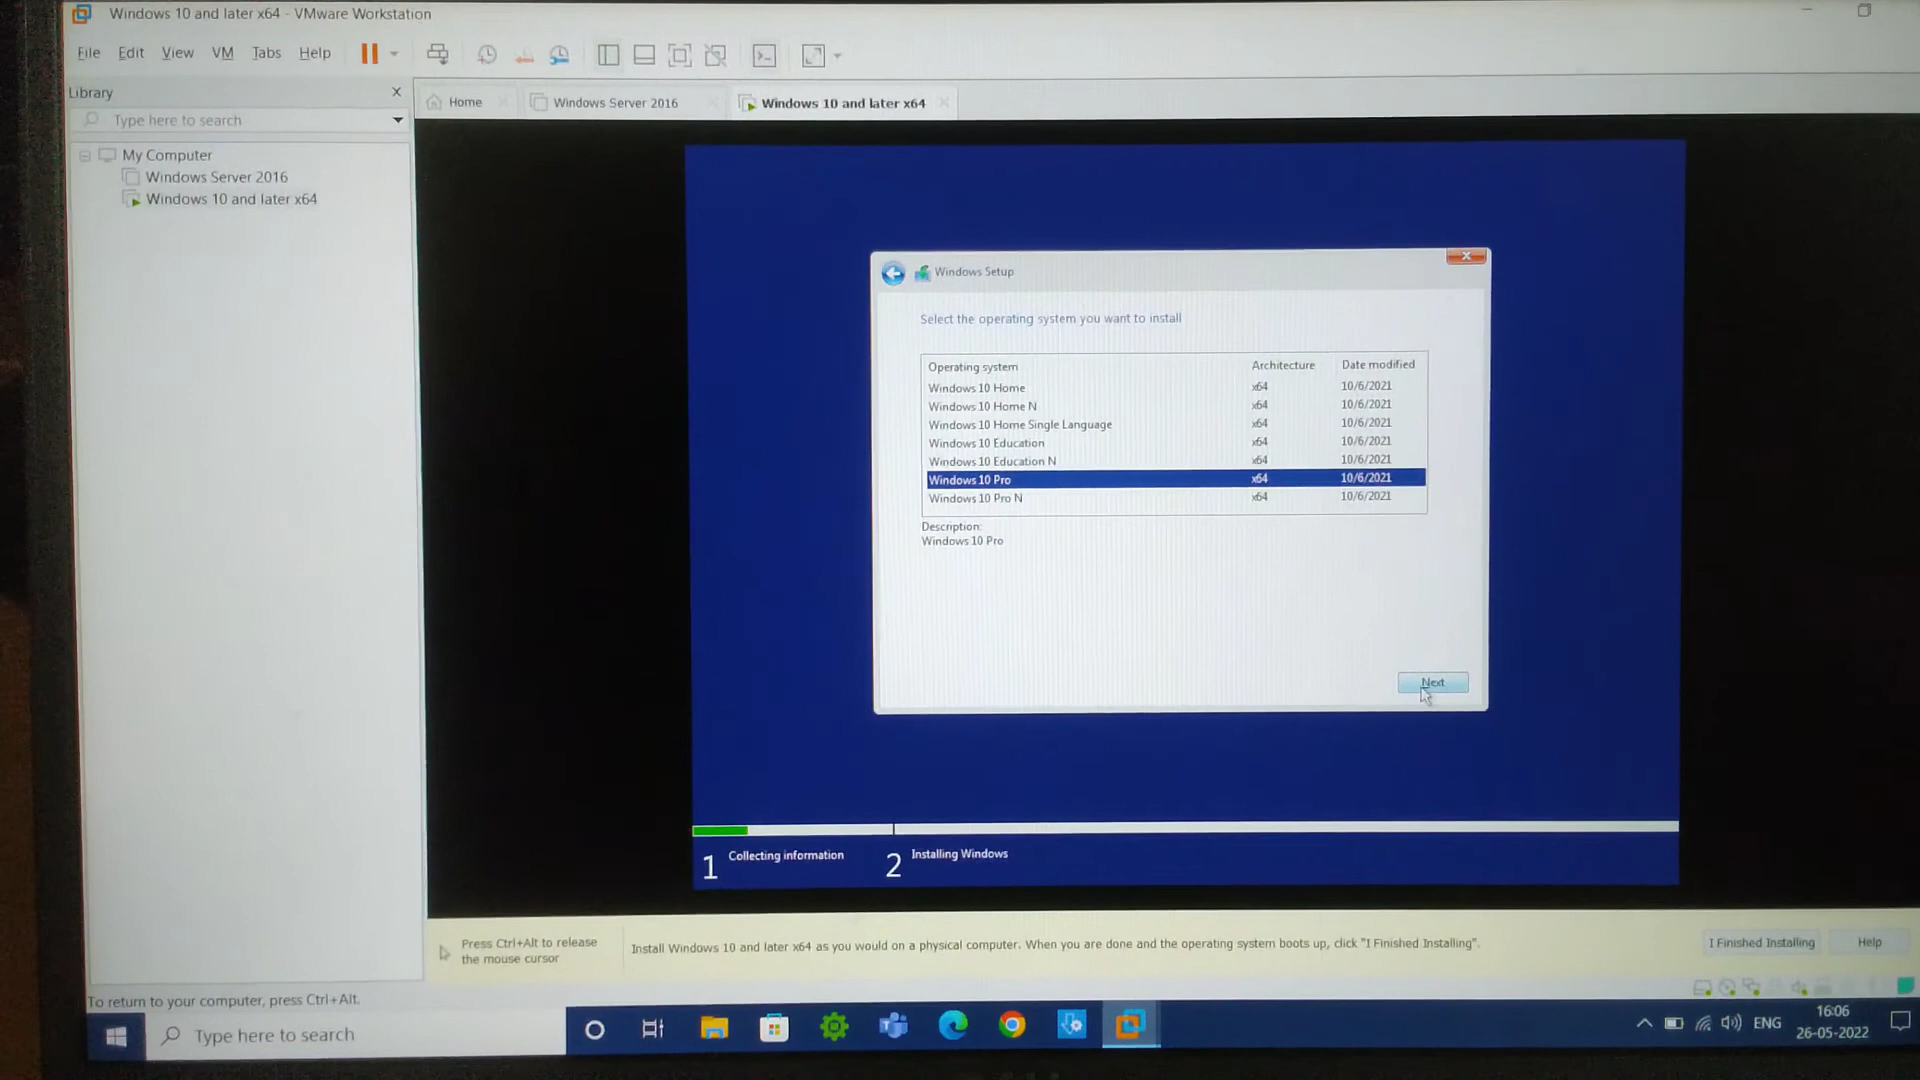 Windows 10 and later x64 - VMware Workstation
File Edit View VM Tabs Help
Library
Type here to search
My Computer
Windows Server 2016
Windows 10 and later x64
Home
Windows Server 2016
Windows 10 and later x64
Windows Setup
Select the operating system you want to install
Operating system Architecture Date modified
Windows 10 Home x64 10/6/2021
Windows 10 Home N x64 10/6/2021
Windows 10 Home Single Language x64 10/6/2021
Windows 10 Education x64 10/6/2021
Windows 10 Education N x64 10/6/2021
Windows 10 Pro x64 10/6/2021
Windows 10 Pro N x64 10/6/2021
Description:
Windows 10 Pro
Next
1 Collecting information
2 Installing Windows
Press Ctrl+Alt to release
the mouse cursor
Install Windows 10 and later x64 as you would on a physical computer. When you are done and the operating system boots up, click "I Finished Installing".
I Finished Installing
Help
To return to your computer, press Ctrl+Alt.
Type here to search
ENG
16:06
26-05-2022